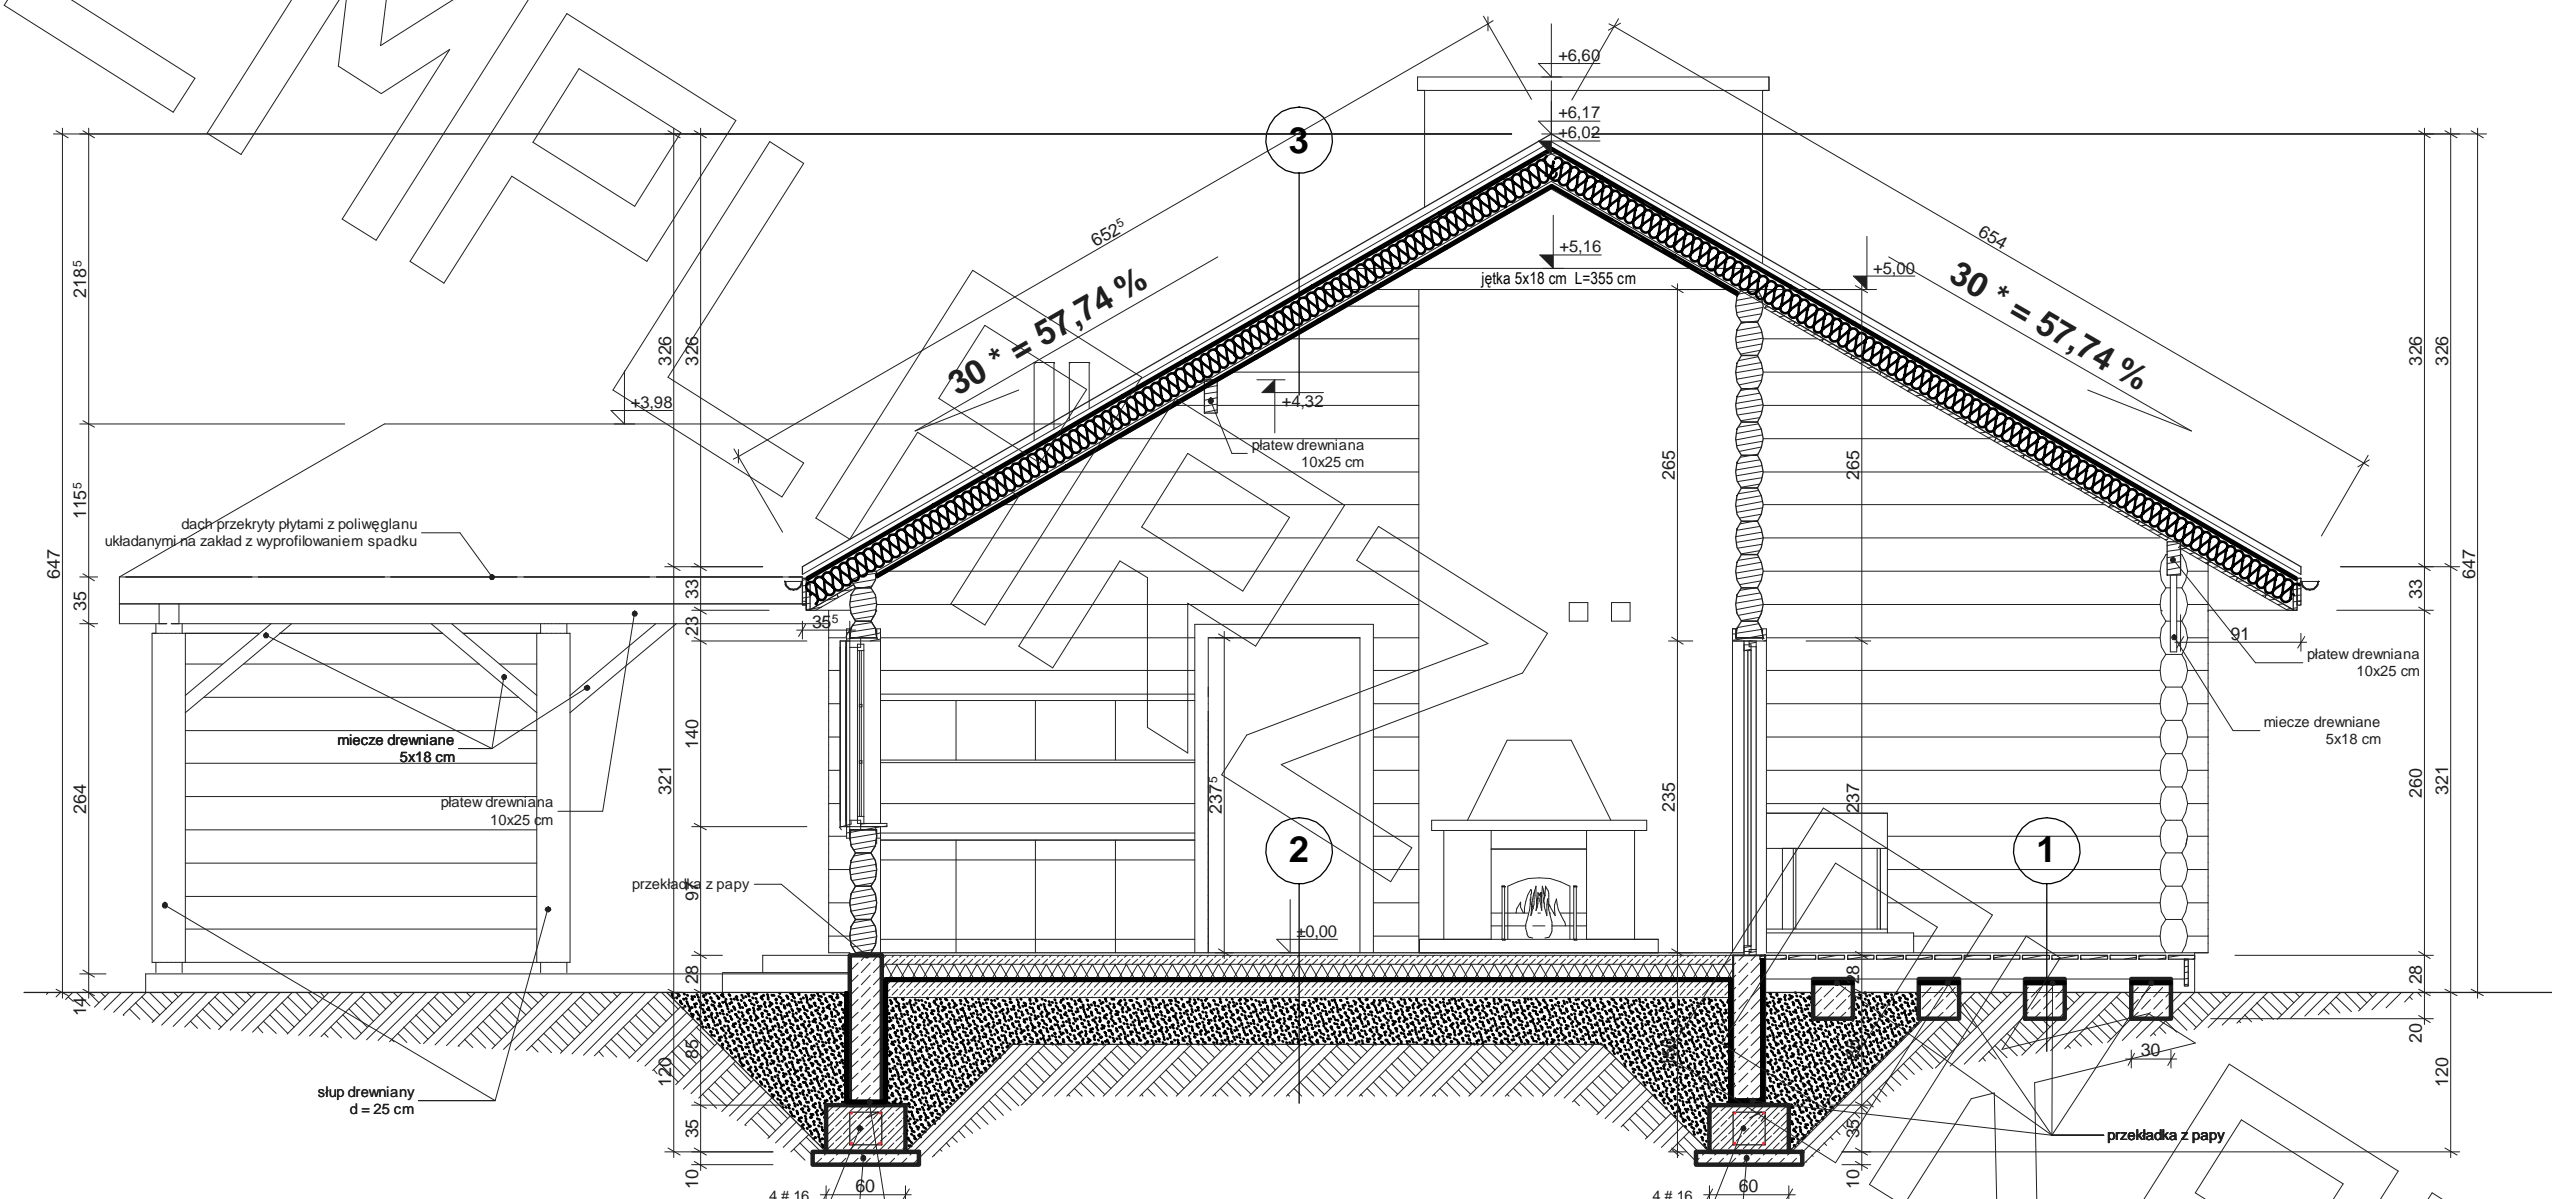 +6,60
+6,17
+6,02
3
652⁵
654
+5,16
jętka 5x18 cm L=355 cm
+5,00
30 * = 57,74 %
30 * = 57,74 %
218⁵
326
326
326
326
+3,98
+4,32
płatew drewniana
10x25 cm
265
265
115⁵
dach przekryty płytami z poliwęglanu
układanymi na zakład z wyprofilowaniem spadku
647
647
35
33
33
23
35⁵
91
płatew drewniana
10x25 cm
miecze drewniane
5x18 cm
miecze drewniane
5x18 cm
140
264
321
237⁵
235
237
260
321
płatew drewniana
10x25 cm
2
1
przekładka z papy
97
±0,00
28
28
28
14
85
120
20
30
120
słup drewniany
d = 25 cm
35
35
przekładka z papy
10
10
60
60
4 # 16
4 # 16